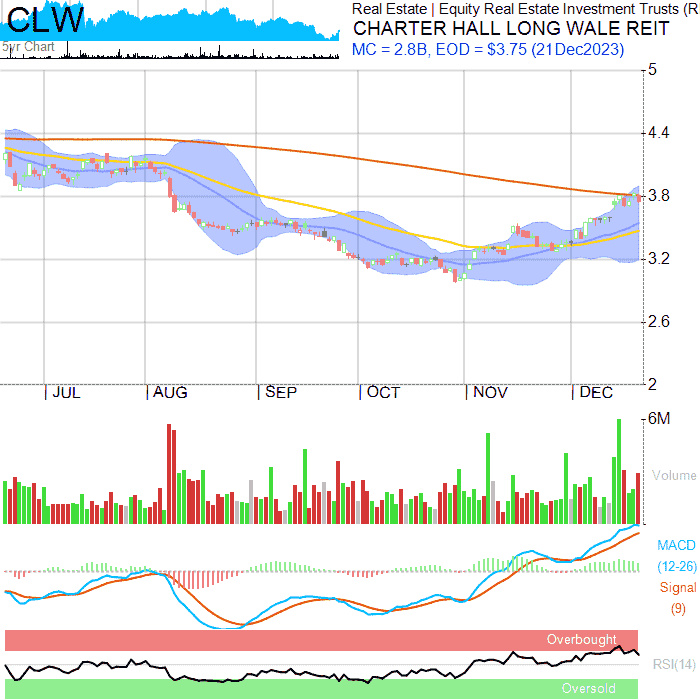 CLW
5yr Chart
Real Estate | Equity Real Estate Investment Trusts (R
CHARTER HALL LONG WALE REIT
MC = 2.8B, EOD = $3.75 (21Dec2023)
5
4.4
3.8
3.2
2.6
2
JUL AUG SEP OCT NOV DEC
6M
Volume
MACD
(12-26)
Signal
(9)
Overbought
RSI(14)
Oversold